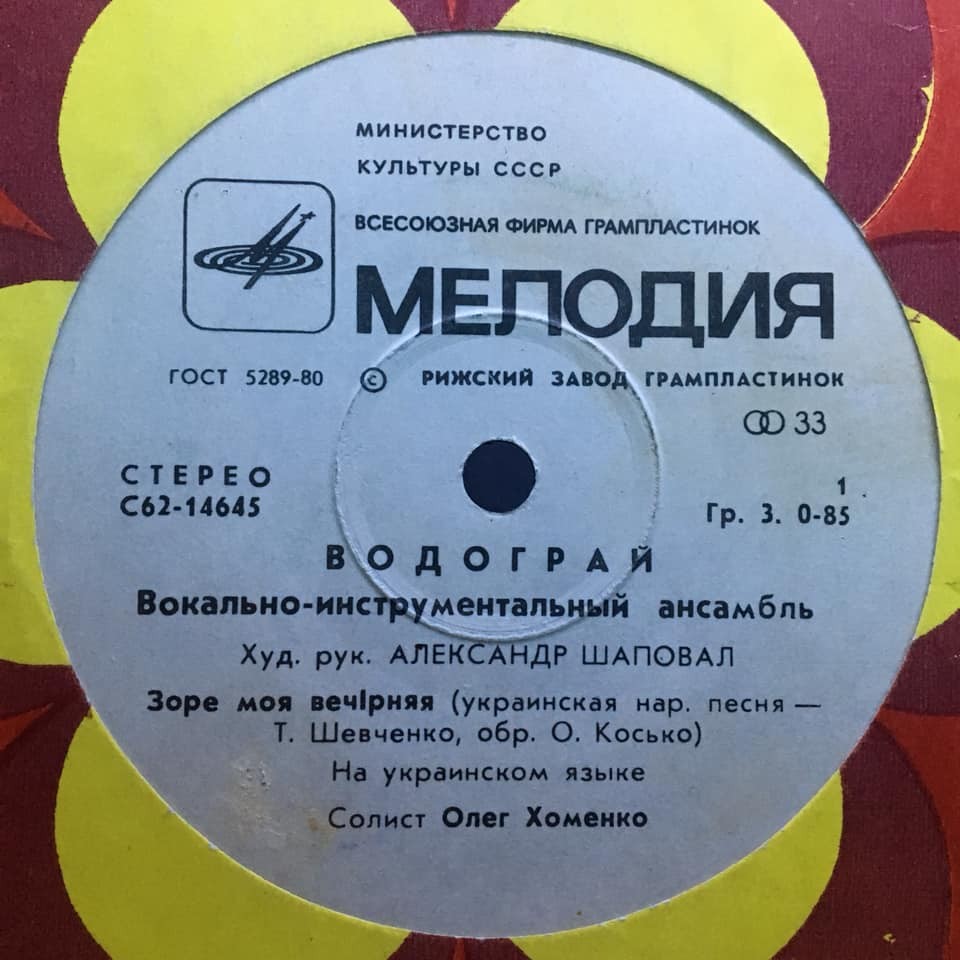 МИНИСТЕРСТВО
КУЛЬТУРЫ СССР
ВСЕСОЮЗНАЯ ФИРМА ГРАМПЛАСТИНОК
МЕЛОДИЯ
ГОСТ 5289-80 © РИЖСКИЙ ЗАВОД ГРАМПЛАСТИНОК
33
СТЕРЕО 1
С62-14645 Гр. 3. 0-85
ВОДОГРАЙ
Вокально-инструментальный ансамбль
Худ. рук. АЛЕКСАНДР ШАПОВАЛ
Зоре моя вечIрняя (украинская нар. песня —
Т. Шевченко, обр. О. Косько)
На украинском языке
Солист Олег Хоменко